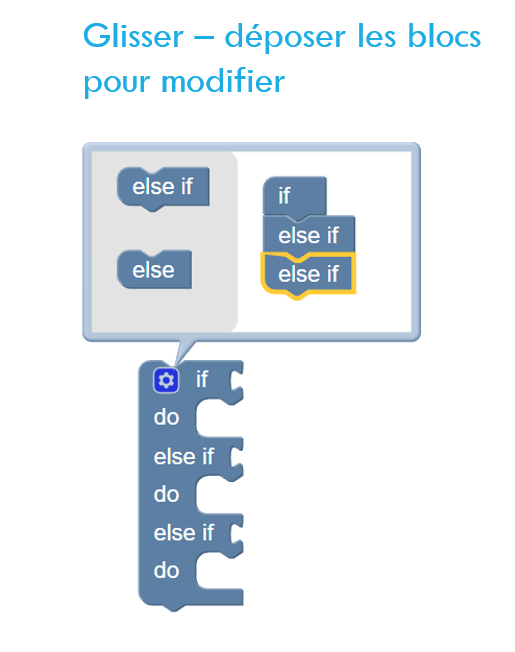 Glisser – déposer les blocs
pour modifier
else if
else
if
else if
else if
if
do
else if
do
else if
do